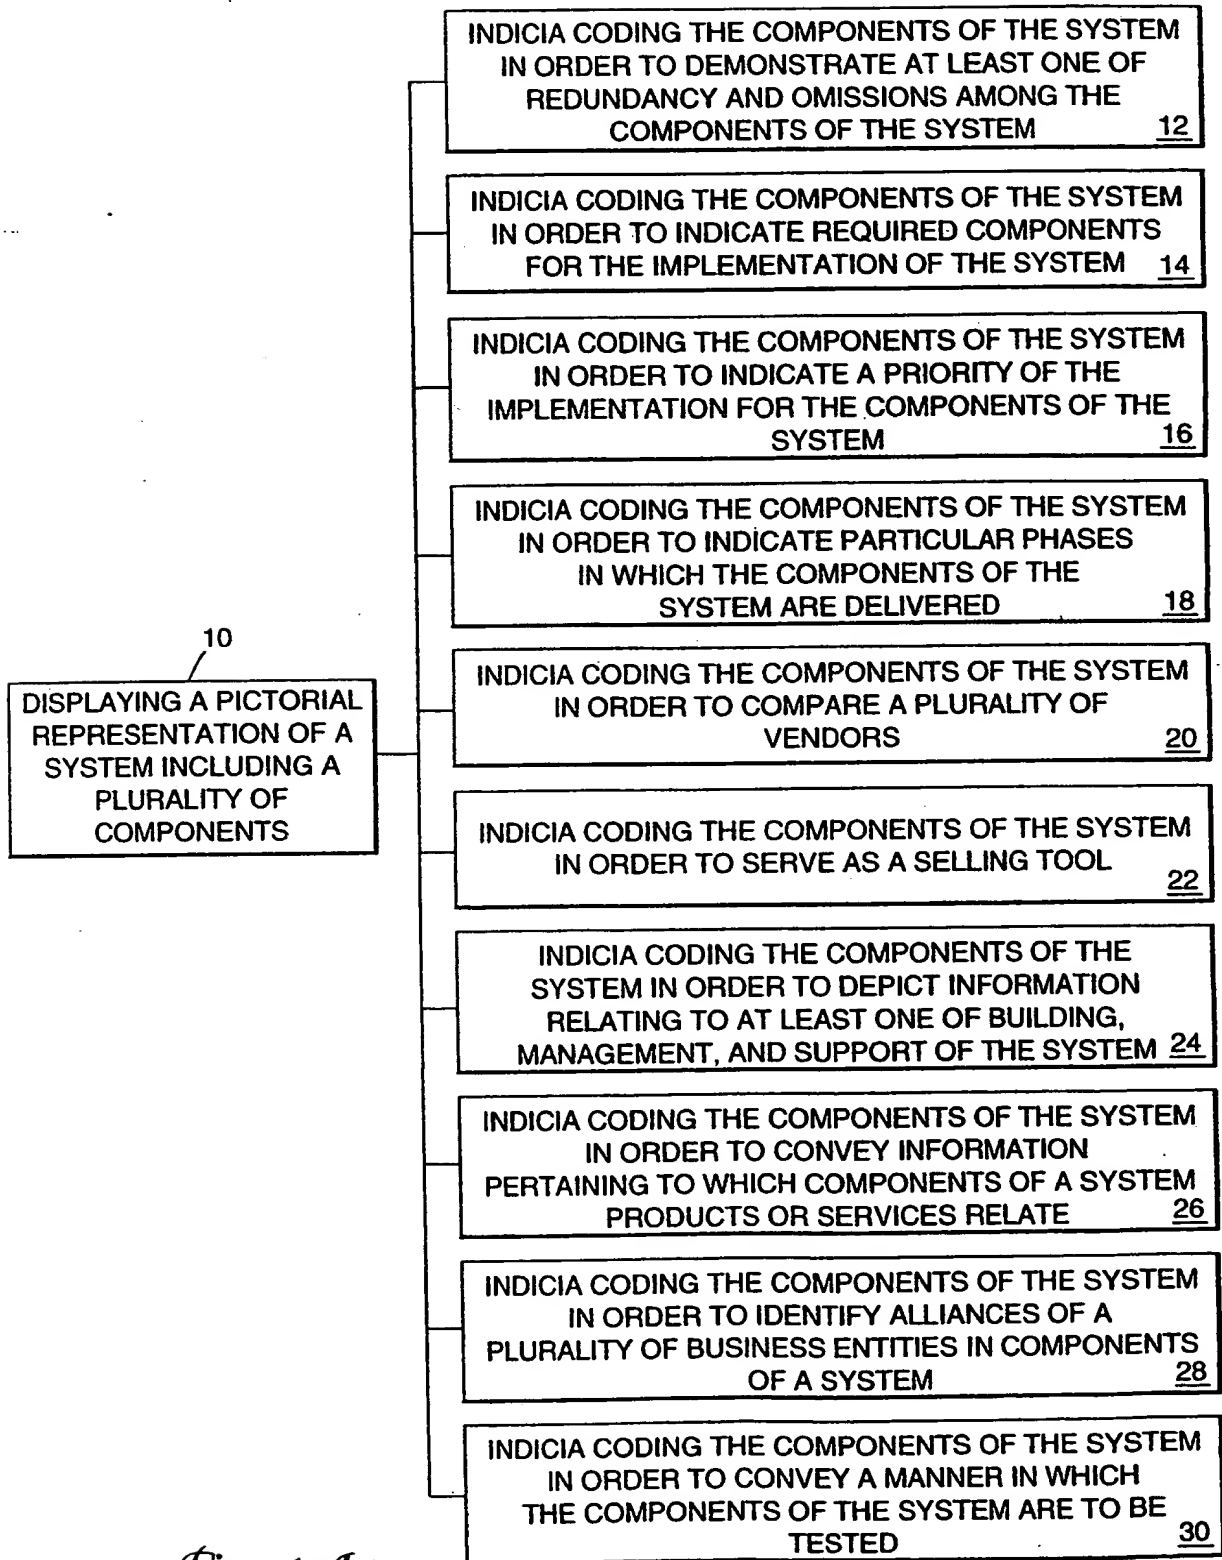 INDICIA CODING THE COMPONENTS OF THE SYSTEM
IN ORDER TO DEMONSTRATE AT LEAST ONE OF
REDUNDANCY AND OMISSIONS AMONG THE
COMPONENTS OF THE SYSTEM 12
INDICIA CODING THE COMPONENTS OF THE SYSTEM
IN ORDER TO INDICATE REQUIRED COMPONENTS
FOR THE IMPLEMENTATION OF THE SYSTEM 14
INDICIA CODING THE COMPONENTS OF THE SYSTEM
IN ORDER TO INDICATE A PRIORITY OF THE
IMPLEMENTATION FOR THE COMPONENTS OF THE
SYSTEM 16
INDICIA CODING THE COMPONENTS OF THE SYSTEM
IN ORDER TO INDICATE PARTICULAR PHASES
IN WHICH THE COMPONENTS OF THE
SYSTEM ARE DELIVERED 18
10
DISPLAYING A PICTORIAL
REPRESENTATION OF A
SYSTEM INCLUDING A
PLURALITY OF
COMPONENTS
INDICIA CODING THE COMPONENTS OF THE SYSTEM
IN ORDER TO COMPARE A PLURALITY OF
VENDORS 20
INDICIA CODING THE COMPONENTS OF THE SYSTEM
IN ORDER TO SERVE AS A SELLING TOOL
22
INDICIA CODING THE COMPONENTS OF THE
SYSTEM IN ORDER TO DEPICT INFORMATION
RELATING TO AT LEAST ONE OF BUILDING,
MANAGEMENT, AND SUPPORT OF THE SYSTEM 24
INDICIA CODING THE COMPONENTS OF THE SYSTEM
IN ORDER TO CONVEY INFORMATION
PERTAINING TO WHICH COMPONENTS OF A SYSTEM
PRODUCTS OR SERVICES RELATE 26
INDICIA CODING THE COMPONENTS OF THE SYSTEM
IN ORDER TO IDENTIFY ALLIANCES OF A
PLURALITY OF BUSINESS ENTITIES IN COMPONENTS
OF A SYSTEM 28
INDICIA CODING THE COMPONENTS OF THE SYSTEM
IN ORDER TO CONVEY A MANNER IN WHICH
THE COMPONENTS OF THE SYSTEM ARE TO BE
TESTED 30